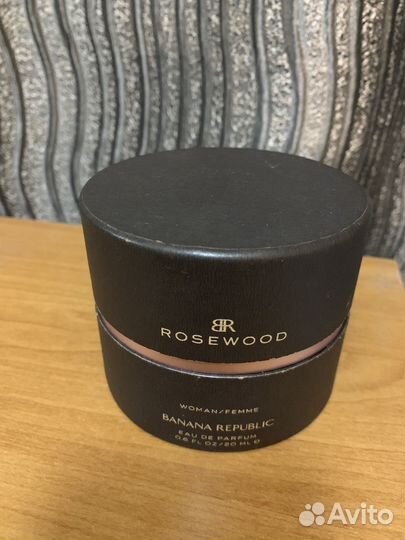 BR
ROSEWOOD
WOMAN/FEMME
BANANA REPUBLIC
EAU DE PARFUM
0.6 FL OZ/20 ML ℮
Avito